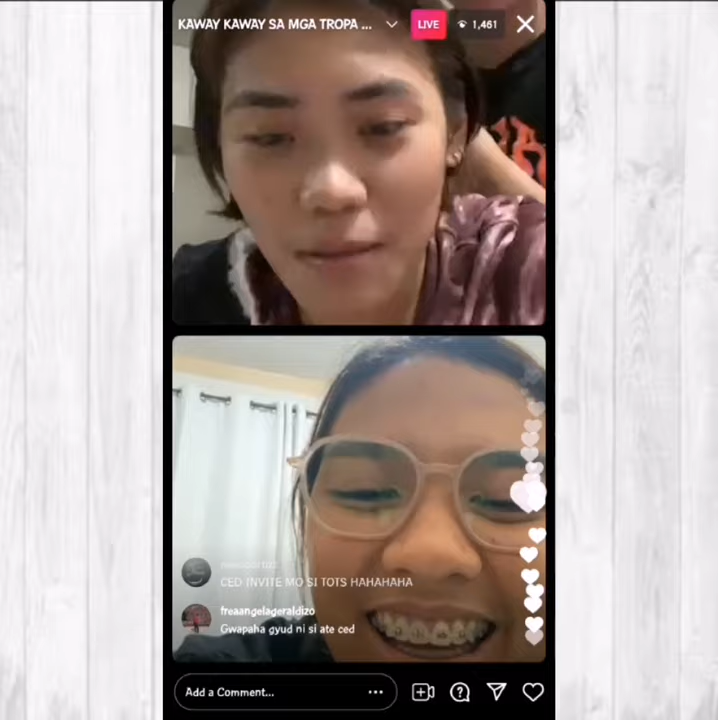 KAWAY KAWAY SA MGA TROPA ...
LIVE
1,461
CED INVITE MO SI TOTS HAHAHAHA
freaangelageraldizo
Gwapaha gyud ni si ate ced
Add a Comment...